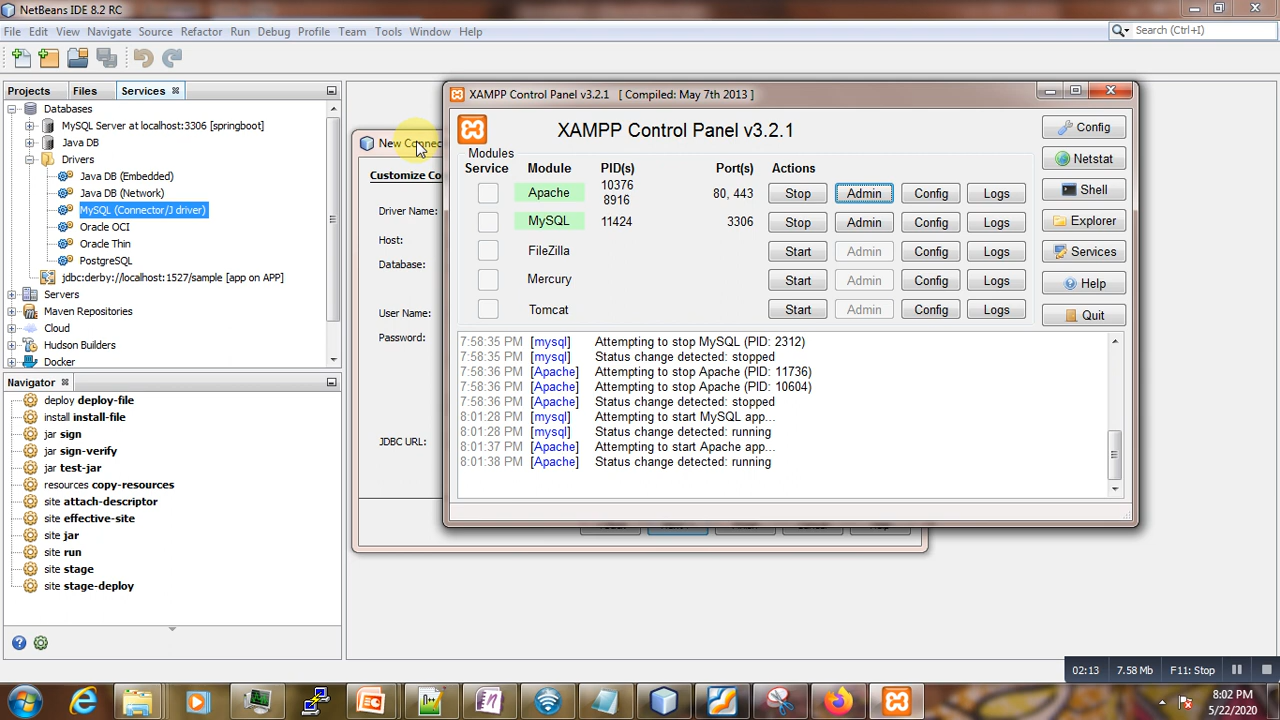 NetBeans IDE 8.2 RC
File Edit View Navigate Source Refactor Run Debug Profile Team Tools Window Help
Search (Ctrl+I)
Projects Files Services
Databases
MySQL Server at localhost:3306 [springboot]
Java DB
Drivers
Java DB (Embedded)
Java DB (Network)
MySQL (Connector/J driver)
Oracle OCI
Oracle Thin
PostgreSQL
jdbc:derby://localhost:1527/sample [app on APP]
Servers
Maven Repositories
Cloud
Hudson Builders
Docker
Navigator
deploy deploy-file
install install-file
jar sign
jar sign-verify
jar test-jar
resources copy-resources
site attach-descriptor
site effective-site
site jar
site run
site stage
site stage-deploy
New Connec
Customize Co
Driver Name:
Host:
Database:
User Name:
Password:
JDBC URL:
XAMPP Control Panel v3.2.1 [ Compiled: May 7th 2013 ]
XAMPP Control Panel v3.2.1
Modules
Service Module PID(s) Port(s) Actions
Apache 10376 8916 80, 443 Stop Admin Config Logs
MySQL 11424 3306 Stop Admin Config Logs
FileZilla Start Admin Config Logs
Mercury Start Admin Config Logs
Tomcat Start Admin Config Logs
Config
Netstat
Shell
Explorer
Services
Help
Quit
7:58:35 PM [mysql] Attempting to stop MySQL (PID: 2312)
7:58:35 PM [mysql] Status change detected: stopped
7:58:36 PM [Apache] Attempting to stop Apache (PID: 11736)
7:58:36 PM [Apache] Attempting to stop Apache (PID: 10604)
7:58:36 PM [Apache] Status change detected: stopped
8:01:28 PM [mysql] Attempting to start MySQL app...
8:01:28 PM [mysql] Status change detected: running
8:01:37 PM [Apache] Attempting to start Apache app...
8:01:38 PM [Apache] Status change detected: running
02:13 7.58 Mb F11: Stop
8:02 PM
5/22/2020